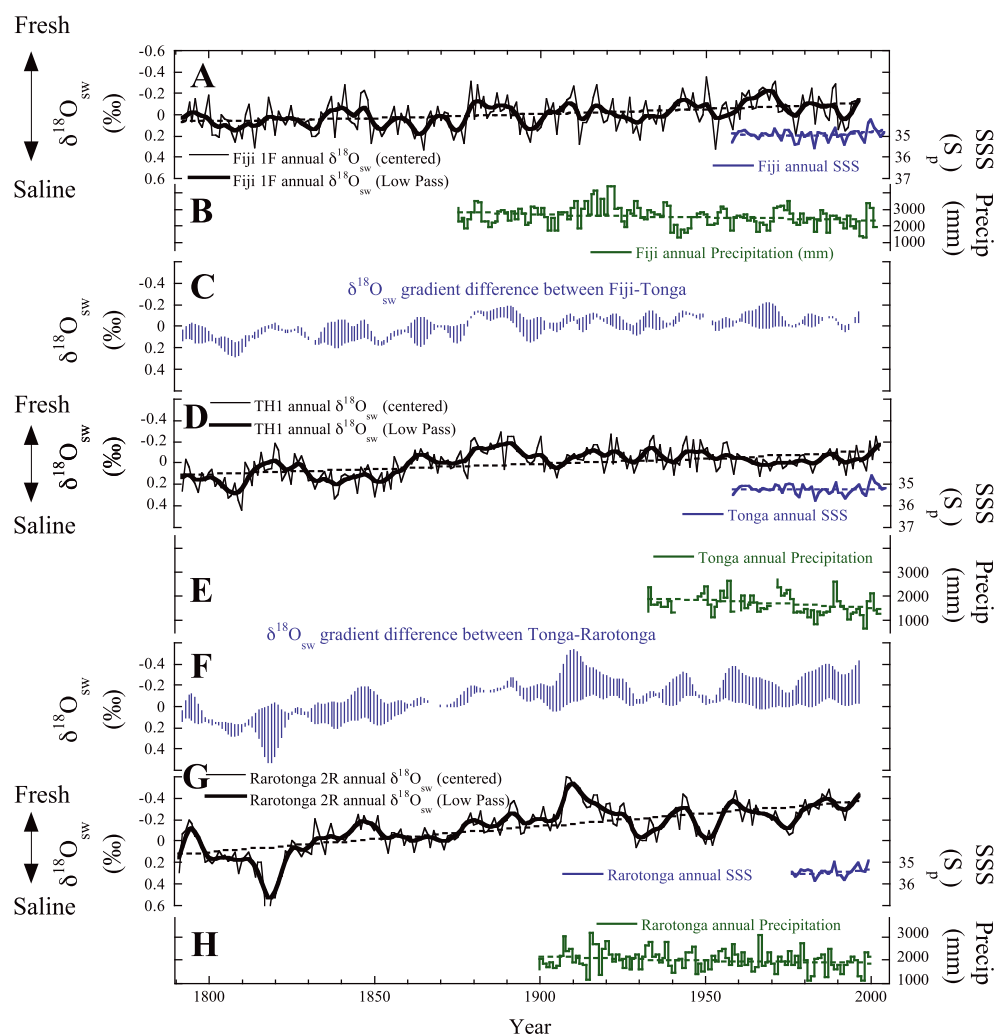 Fresh
δ18Osw
(‰)
Saline
A
-0.6
-0.4
-0.2
0
0.2
0.4
0.6
Fiji 1F annual δ18Osw (centered)
Fiji 1F annual δ18Osw (Low Pass)
Fiji annual SSS
35
36
37
SSS
(Sp)
B
Fiji annual Precipitation (mm)
3000
2000
1000
Precip
(mm)
C
δ18Osw gradient difference between Fiji-Tonga
δ18Osw
(‰)
-0.4
-0.2
0
0.2
0.4
Fresh
δ18Osw
(‰)
Saline
D
TH1 annual δ18Osw (centered)
TH1 annual δ18Osw (Low Pass)
-0.4
-0.2
0
0.2
0.4
Tonga annual SSS
35
36
37
SSS
(Sp)
E
Tonga annual Precipitation
3000
2000
1000
Precip
(mm)
δ18Osw gradient difference between Tonga-Rarotonga
F
δ18Osw
(‰)
-0.4
-0.2
0
0.2
0.4
G
Rarotonga 2R annual δ18Osw (centered)
Rarotonga 2R annual δ18Osw (Low Pass)
Fresh
δ18Osw
(‰)
Saline
-0.4
-0.2
0
0.2
0.4
0.6
Rarotonga annual SSS
35
36
SSS
(Sp)
H
Rarotonga annual Precipitation
3000
2000
1000
Precip
(mm)
1800
1850
1900
1950
2000
Year